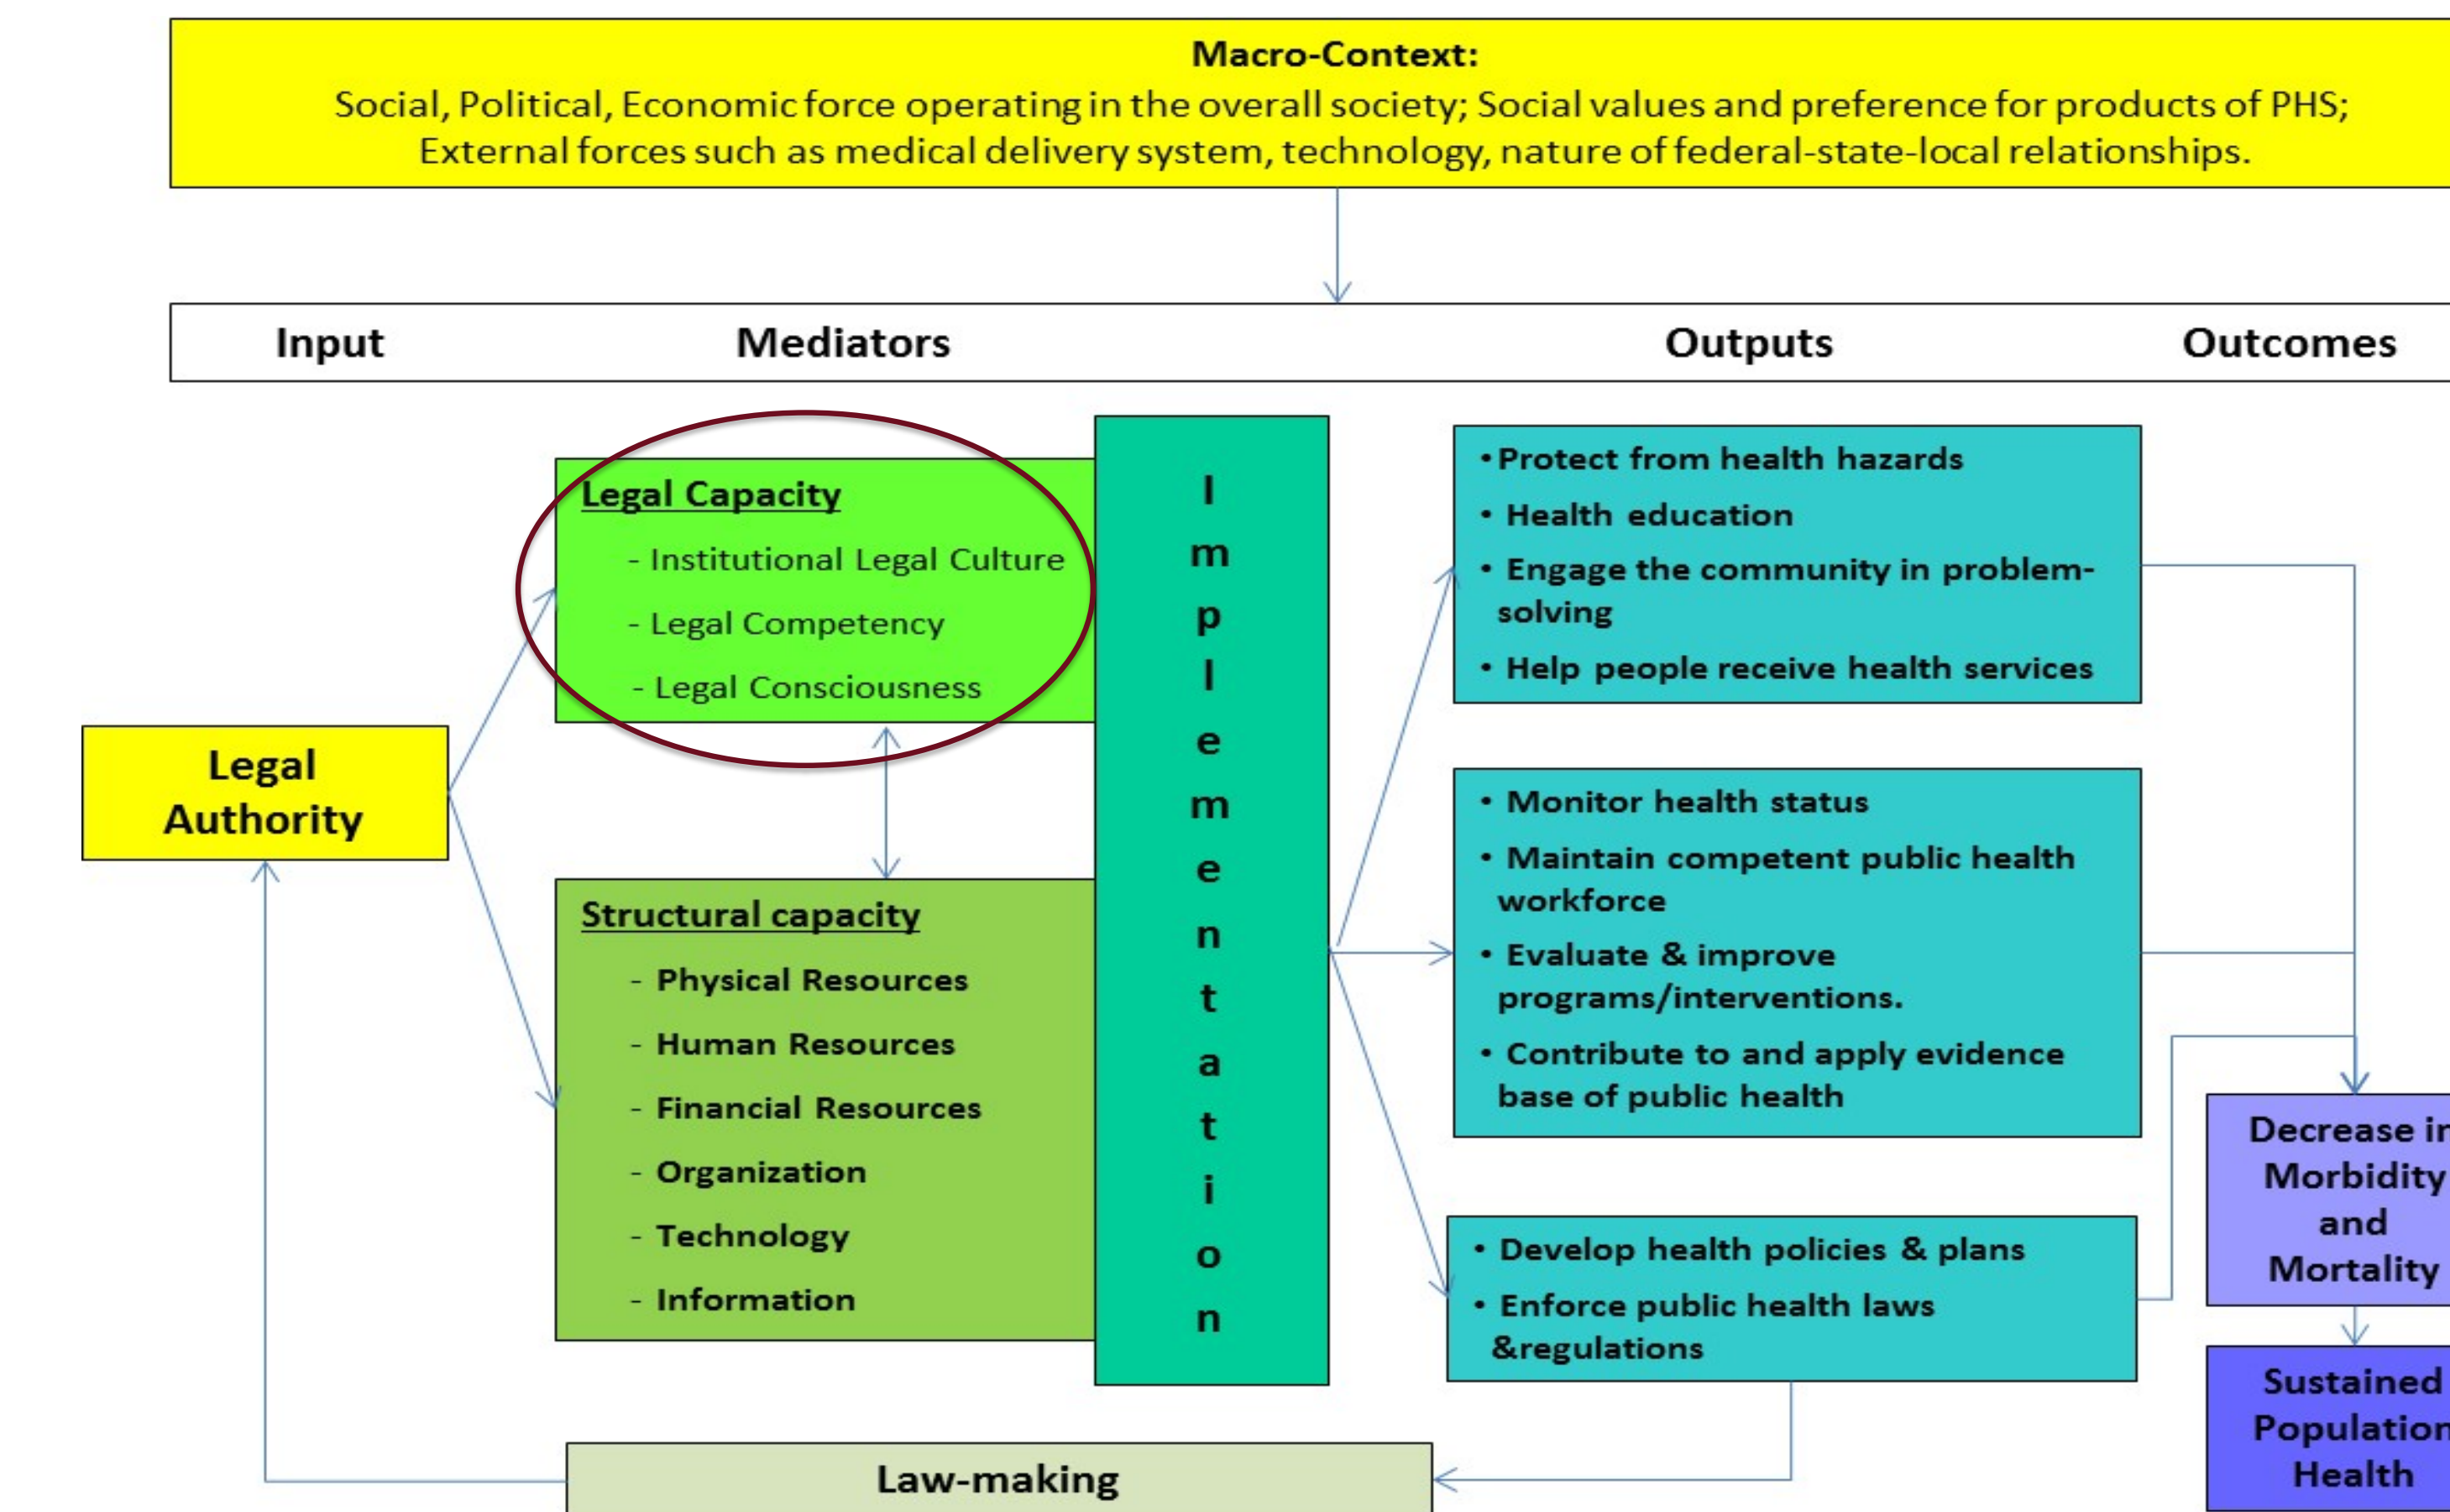 Macro-Context:
Social, Political, Economic force operating in the overall society; Social values and preference for products of PHS;
External forces such as medical delivery system, technology, nature of federal-state-local relationships.
Input Mediators Outputs Outcomes
Legal
Authority
Legal Capacity
- Institutional Legal Culture
- Legal Competency
- Legal Consciousness
Structural capacity
- Physical Resources
- Human Resources
- Financial Resources
- Organization
- Technology
- Information
I
m
p
l
e
m
e
n
t
a
t
i
o
n
•Protect from health hazards
• Health education
• Engage the community in problem-
solving
• Help people receive health services
• Monitor health status
• Maintain competent public health
workforce
• Evaluate & improve
programs/interventions.
• Contribute to and apply evidence
base of public health
• Develop health policies & plans
• Enforce public health laws
&regulations
Decrease in
Morbidity
and
Mortality
Sustained
Population
Health
Law-making